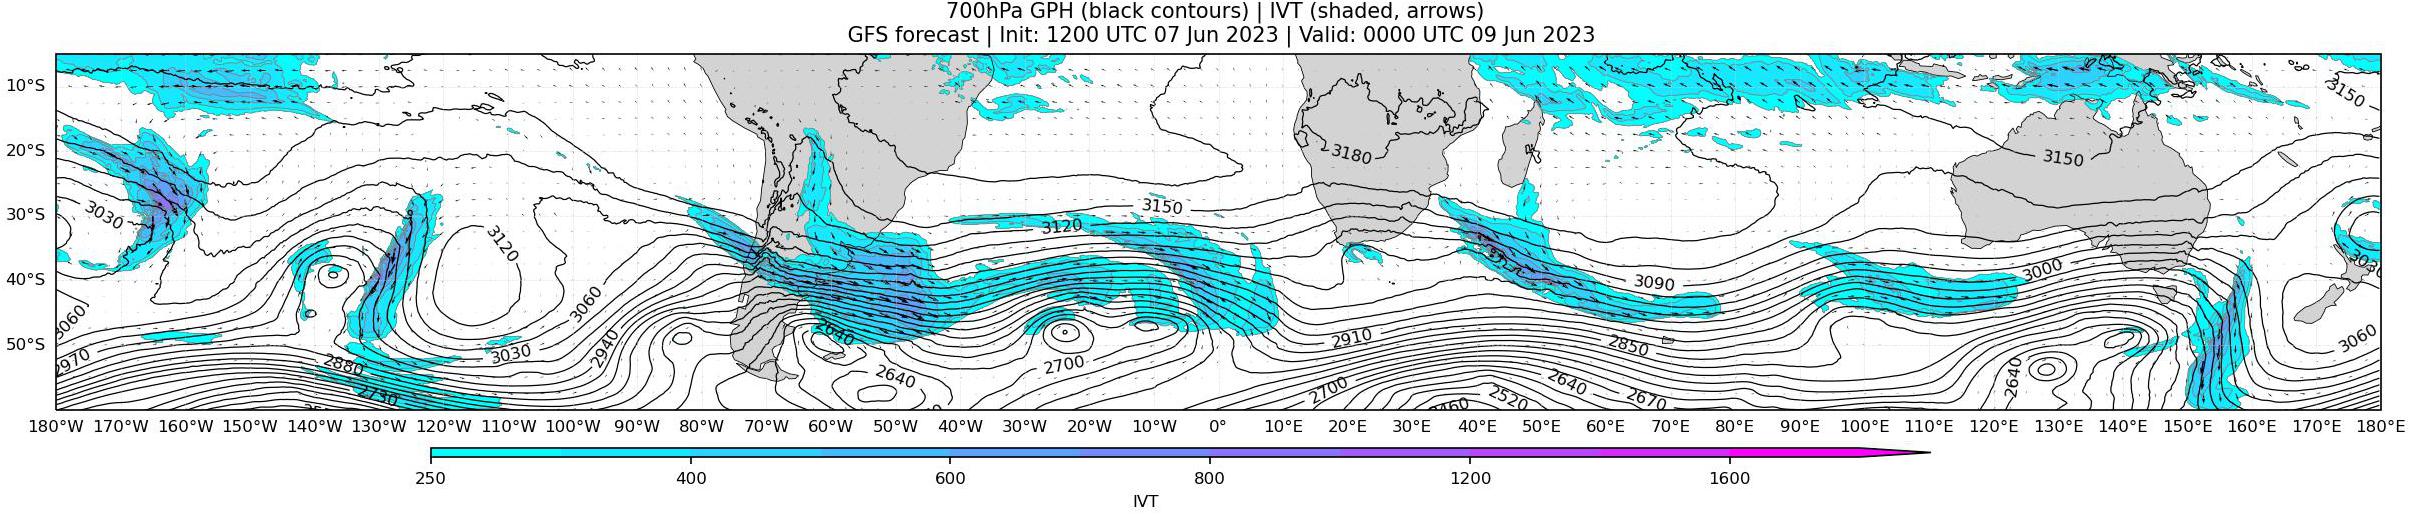 700hPa GPH (black contours) | IVT (shaded, arrows)
GFS forecast | Init: 1200 UTC 07 Jun 2023 | Valid: 0000 UTC 09 Jun 2023
10°S
20°S
30°S
40°S
50°S
3150
3180
3150
3150
3030
3120
3120
3030
3060
3060
3090
3000
3060
2970
2880
2730
3030
2940
2640
2640
2700
2910
2700
2850
2640
2520
2670
2640
180°W 170°W 160°W 150°W 140°W 130°W 120°W 110°W 100°W 90°W 80°W 70°W 60°W 50°W 40°W 30°W 20°W 10°W 0° 10°E 20°E 30°E 40°E 50°E 60°E 70°E 80°E 90°E 100°E 110°E 120°E 130°E 140°E 150°E 160°E 170°E 180°E
250 400 600 800 1200 1600
IVT